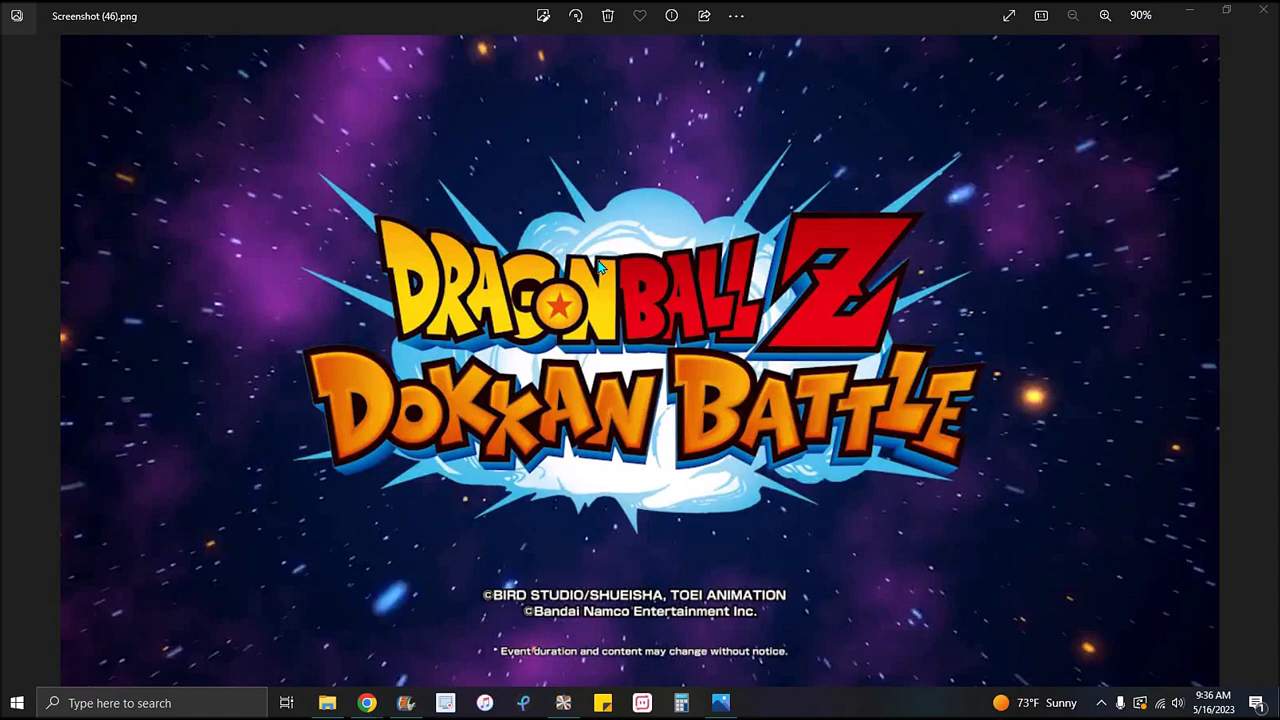 Screenshot (46).png
90%
DRAGON BALL Z
DOKKAN BATTLE
©BIRD STUDIO/SHUEISHA, TOEI ANIMATION
©Bandai Namco Entertainment Inc.
* Event duration and content may change without notice.
Type here to search
73°F Sunny
9:36 AM
5/16/2023